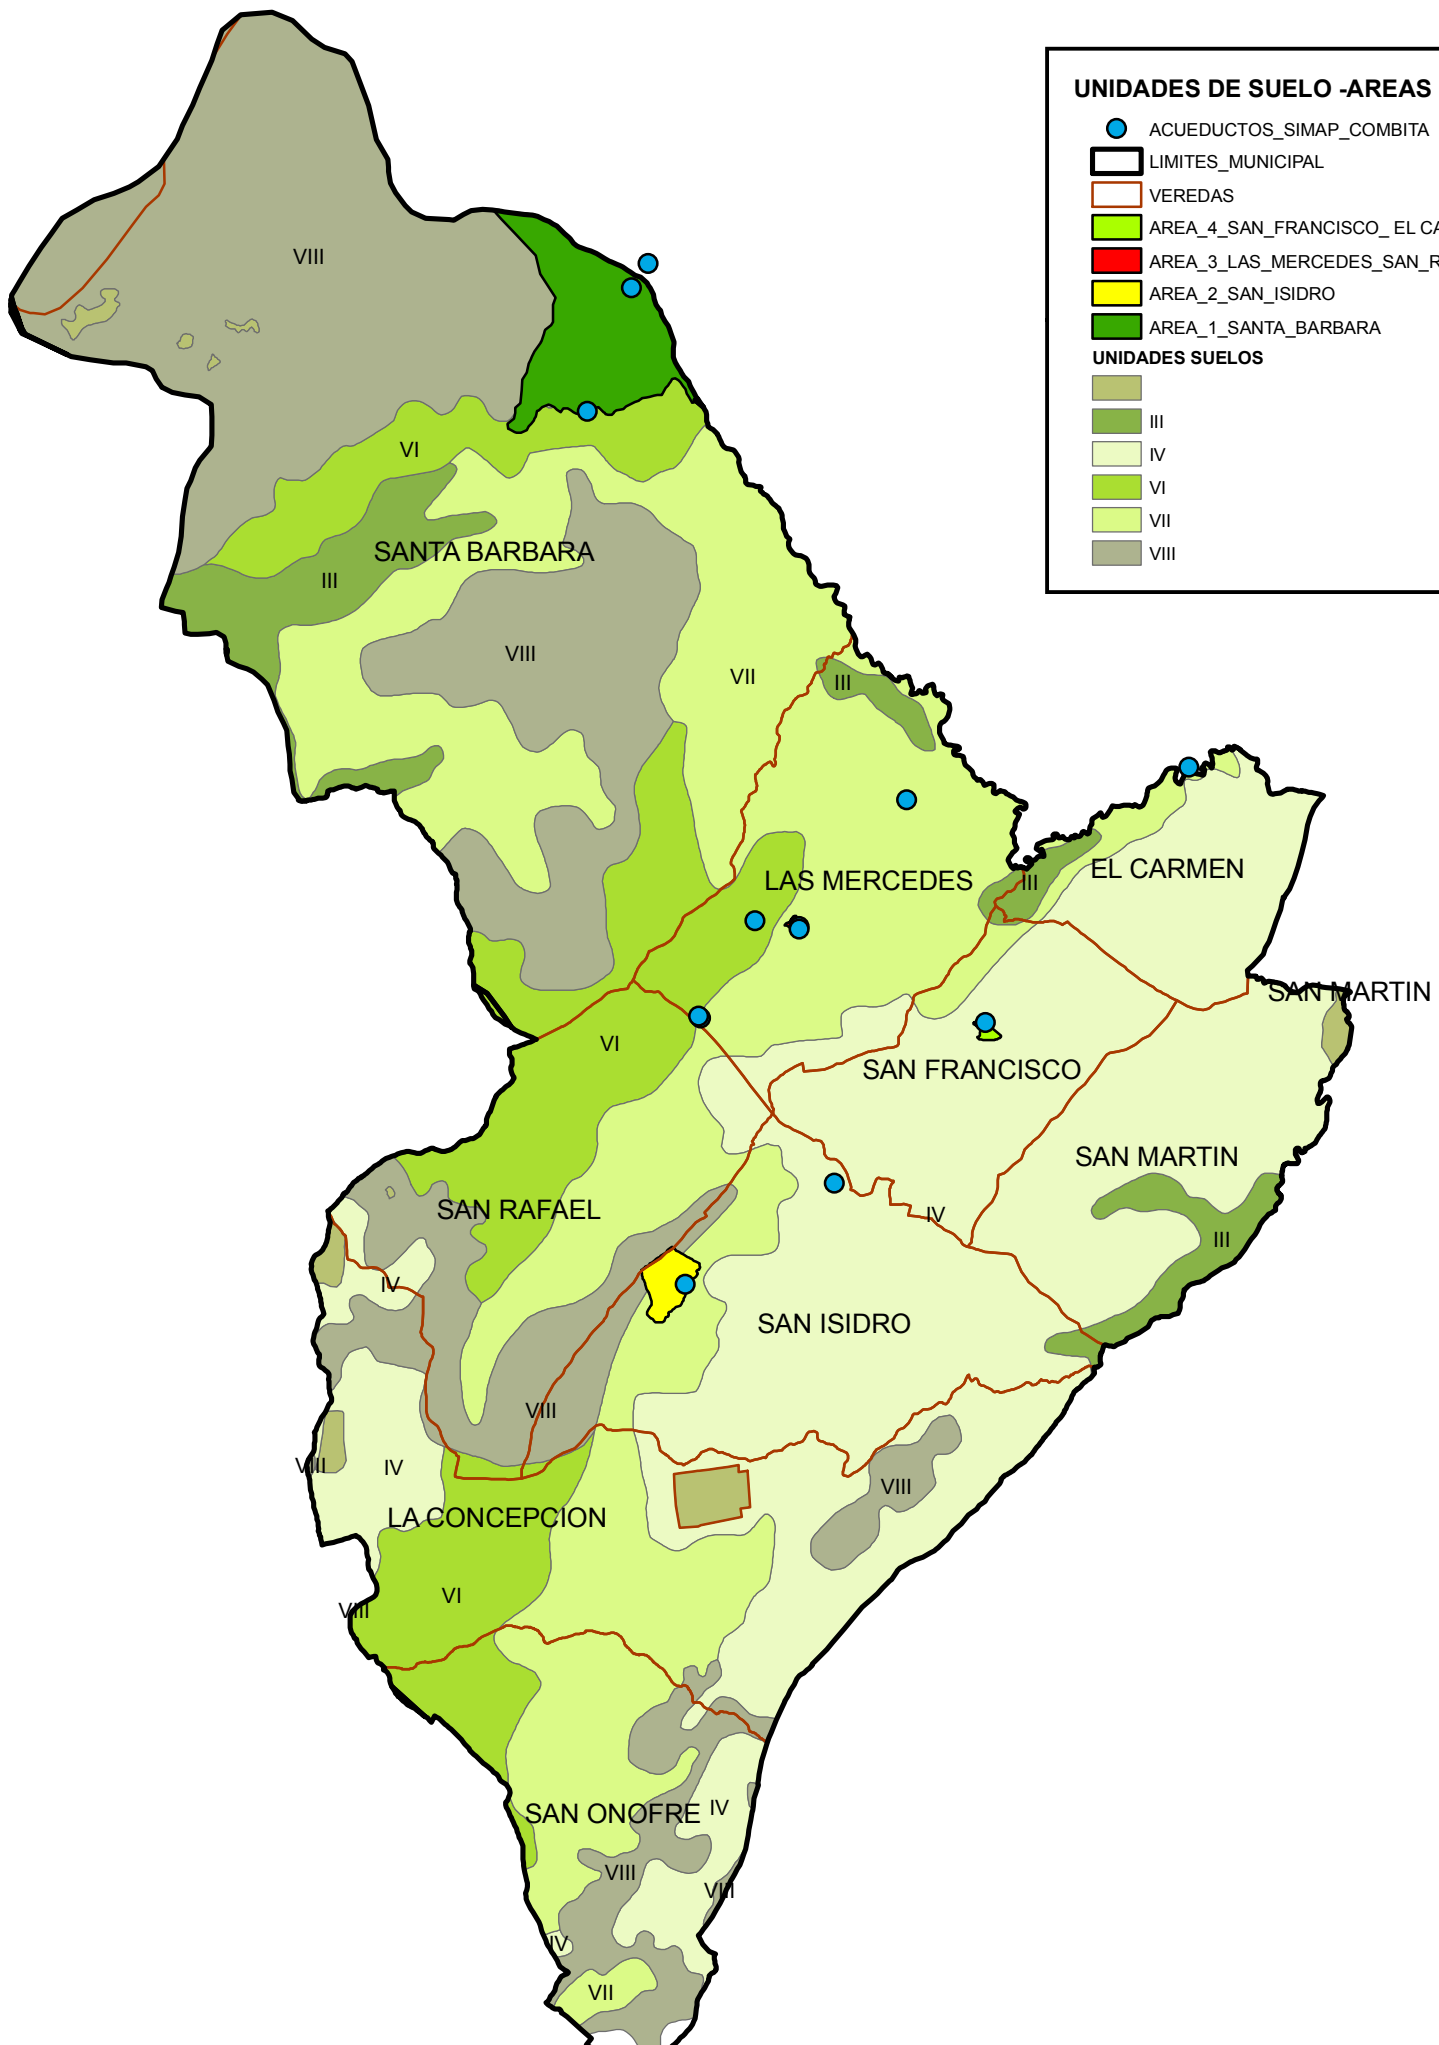 UNIDADES DE SUELO -AREAS
ACUEDUCTOS_SIMAP_COMBITA
LIMITES_MUNICIPAL
VEREDAS
AREA_4_SAN_FRANCISCO_ EL CA
AREA_3_LAS_MERCEDES_SAN_R
AREA_2_SAN_ISIDRO
AREA_1_SANTA_BARBARA
UNIDADES SUELOS
III
IV
VI
VII
VIII
VIII
VI
SANTA BARBARA
III
VIII
VII
III
EL CARMEN
LAS MERCEDES
III
SAN MARTIN
VI
SAN FRANCISCO
SAN MARTIN
SAN RAFAEL
IV
III
IV
SAN ISIDRO
VIII
VIII
IV
VIII
LA CONCEPCION
VI
VIII
SAN ONOFRE
IV
VIII
VIII
IV
VII